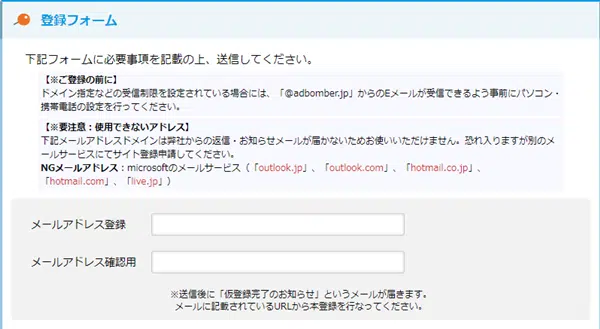 登録フォーム
下記フォームに必要事項を記載の上、送信してください。
【※ご登録の前に】
ドメイン指定などの受信制限を設定されている場合には、「@adbomber.jp」からのEメールが受信できるよう事前にパソコン・
携帯電話の設定を行ってください。
【※要注意：使用できないアドレス】
下記メールアドレスドメインは弊社からの返信・お知らせメールが届かないためお使いいただけません。恐れ入りますが別のメ
ールサービスにてサイト登録申請してください。
NGメールアドレス：microsoftのメールサービス（「outlook.jp」、「outlook.com」、「hotmail.co.jp」、
「hotmail.com」、「live.jp」）
メールアドレス登録
メールアドレス確認用
※送信後に「仮登録完了のお知らせ」というメールが届きます。
メールに記載されているURLから本登録を行なってください。